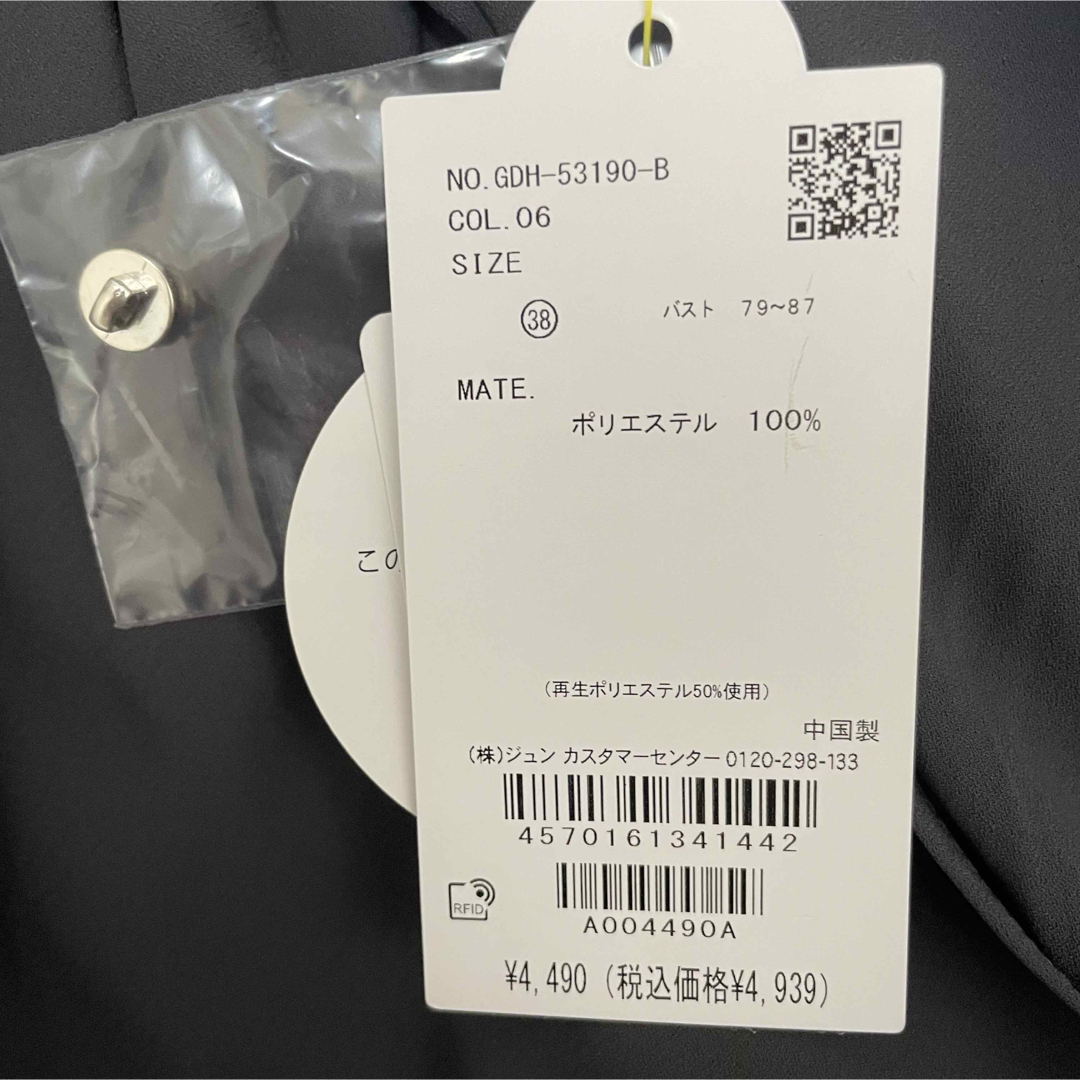 NO.GDH-53190-B
COL.06
SIZE
38 バスト 79~87
MATE.
ポリエステル 100%
この
(再生ポリエステル50%使用)
中国製
(株)ジュン カスタマーセンター 0120-298-133
4570161341442
RFID
A004490A
¥4,490 (税込価格¥4,939)